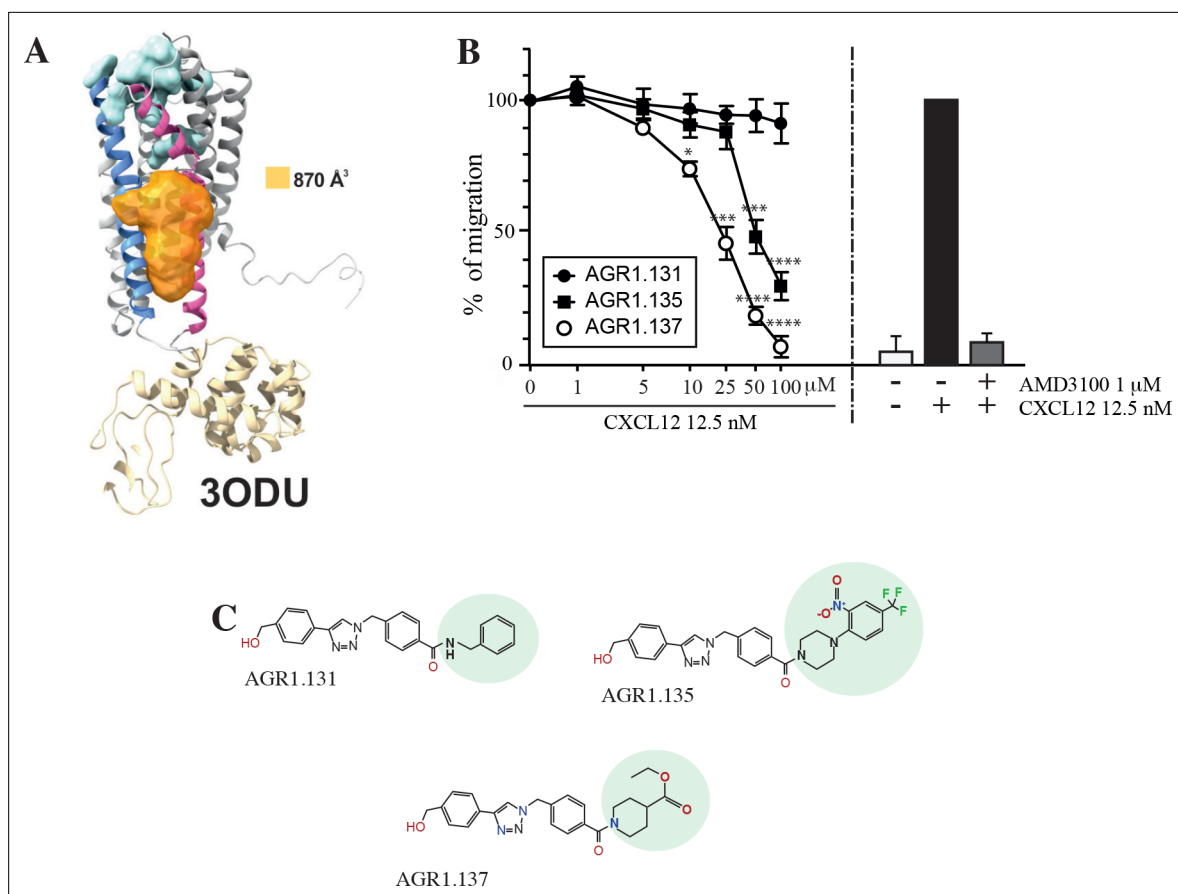 A
870 Å³
3ODU
B
% of migration
100
50
0
* 
***
***
****
****
****
AGR1.131
AGR1.135
AGR1.137
0 1 5 10 25 50 100 μM
CXCL12 12.5 nM
- - + AMD3100 1 μM
- + + CXCL12 12.5 nM
C
HO N N N O N H
AGR1.131
HO N N N O N N O N+ -O F F F
AGR1.135
HO N N N O N O O
AGR1.137